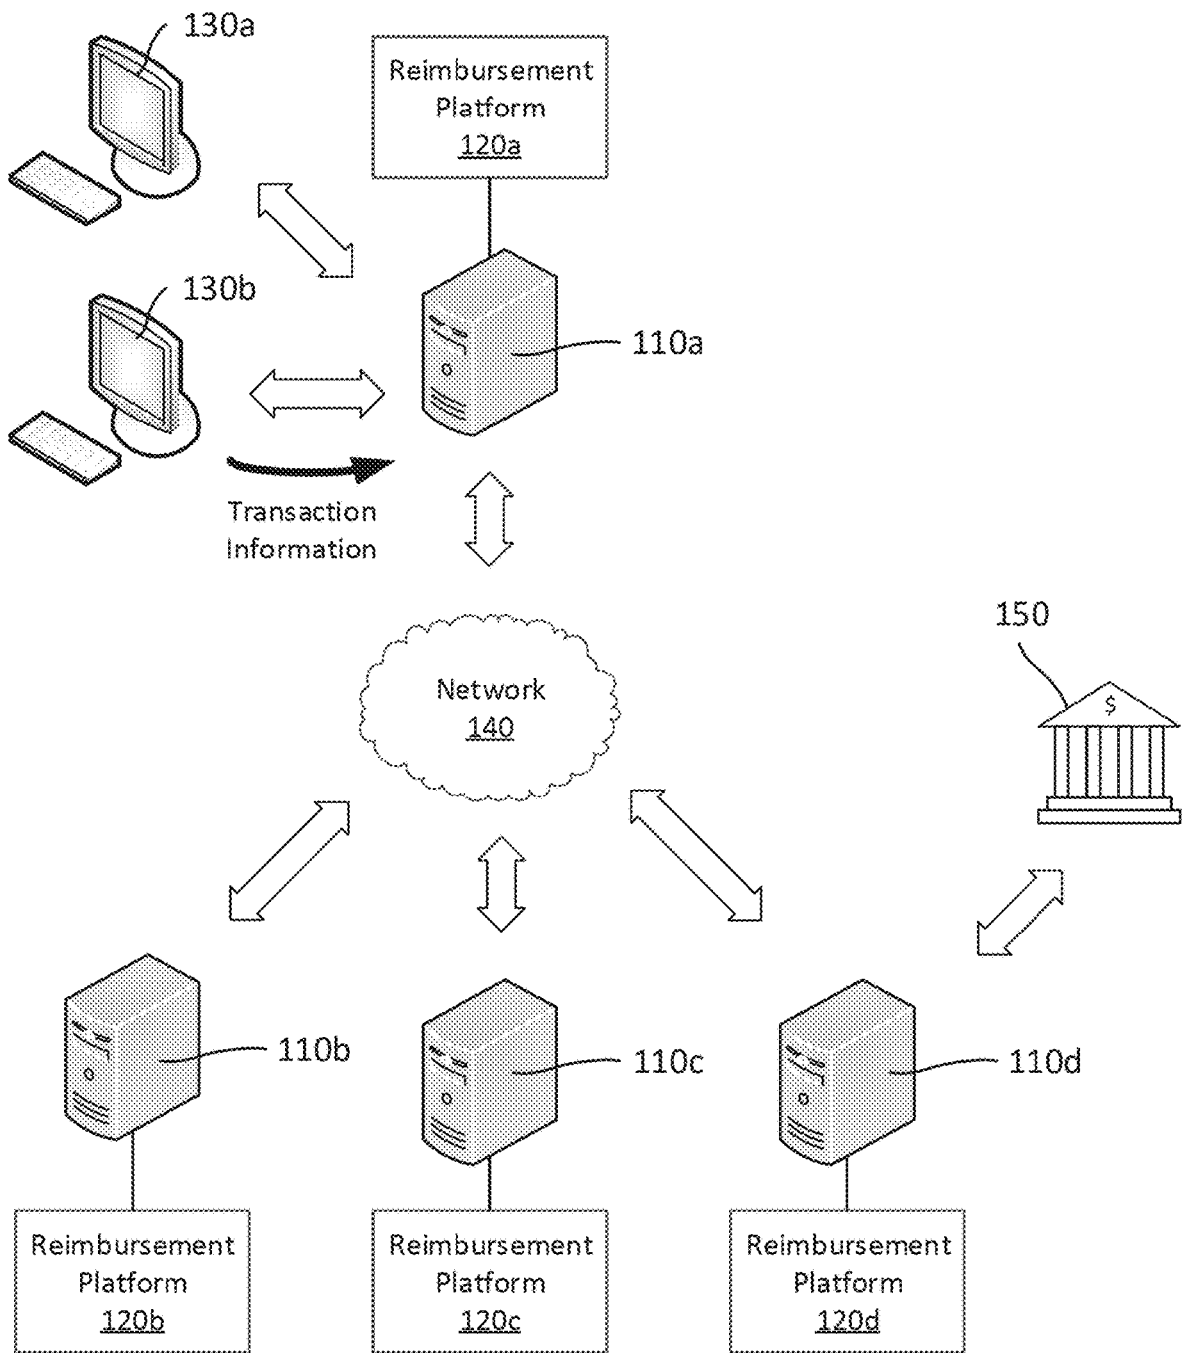 130a
Reimbursement
Platform
120a
130b
110a
Transaction
Information
150
$
Network
140
110b
110c
110d
Reimbursement
Platform
120b
Reimbursement
Platform
120c
Reimbursement
Platform
120d